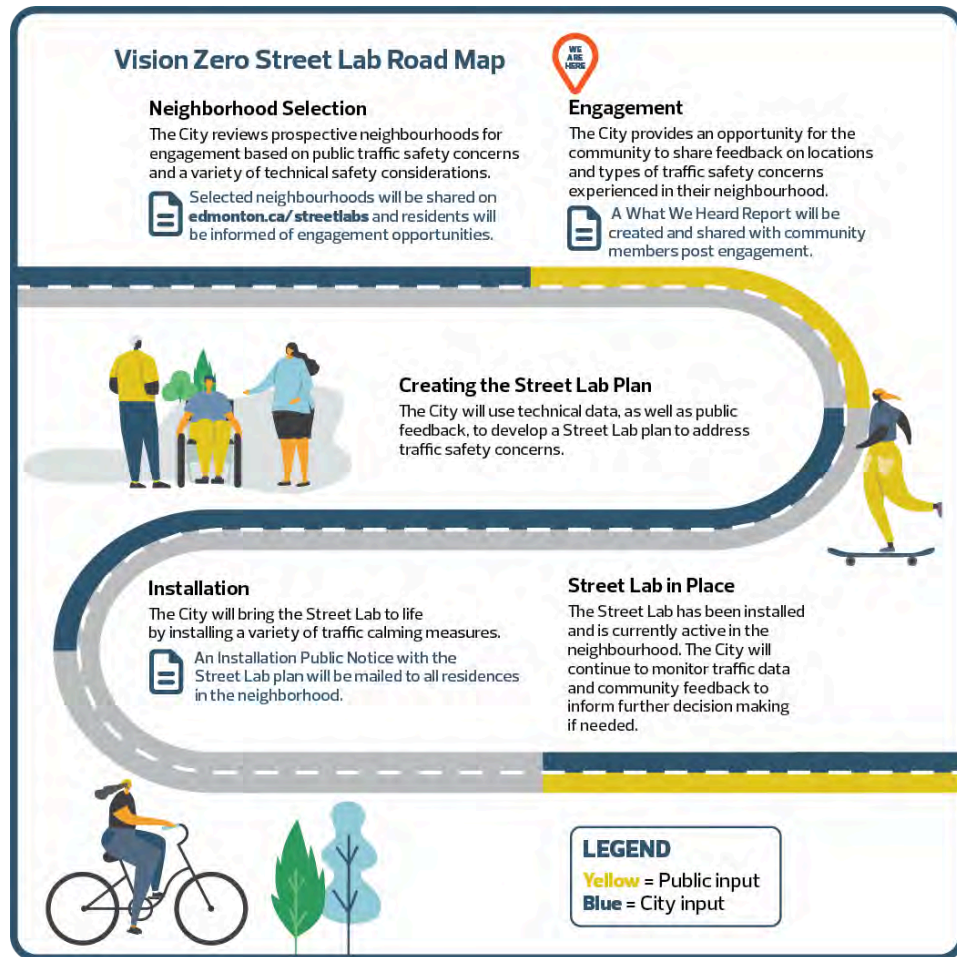 Vision Zero Street Lab Road Map
WE
ARE
HERE
Neighborhood Selection
The City reviews prospective neighbourhoods for
engagement based on public traffic safety concerns
and a variety of technical safety considerations.
Selected neighbourhoods will be shared on
edmonton.ca/streetlabs and residents will
be informed of engagement opportunities.
Engagement
The City provides an opportunity for the
community to share feedback on locations
and types of traffic safety concerns
experienced in their neighbourhood.
A What We Heard Report will be
created and shared with community
members post engagement.
Creating the Street Lab Plan
The City will use technical data, as well as public
feedback, to develop a Street Lab plan to address
traffic safety concerns.
Installation
The City will bring the Street Lab to life
by installing a variety of traffic calming measures.
An Installation Public Notice with the
Street Lab plan will be mailed to all residences
in the neighborhood.
Street Lab in Place
The Street Lab has been installed
and is currently active in the
neighbourhood. The City will
continue to monitor traffic data
and community feedback to
inform further decision making
if needed.
LEGEND
Yellow = Public input
Blue = City input